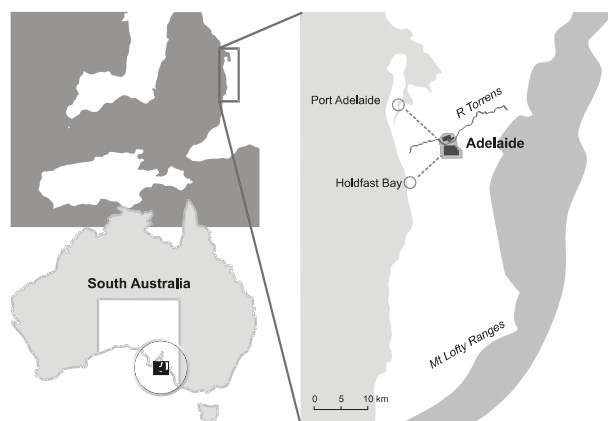 Port Adelaide
R Torrens
Adelaide
Holdfast Bay
South Australia
Mt Lofty Ranges
0 5 10 km